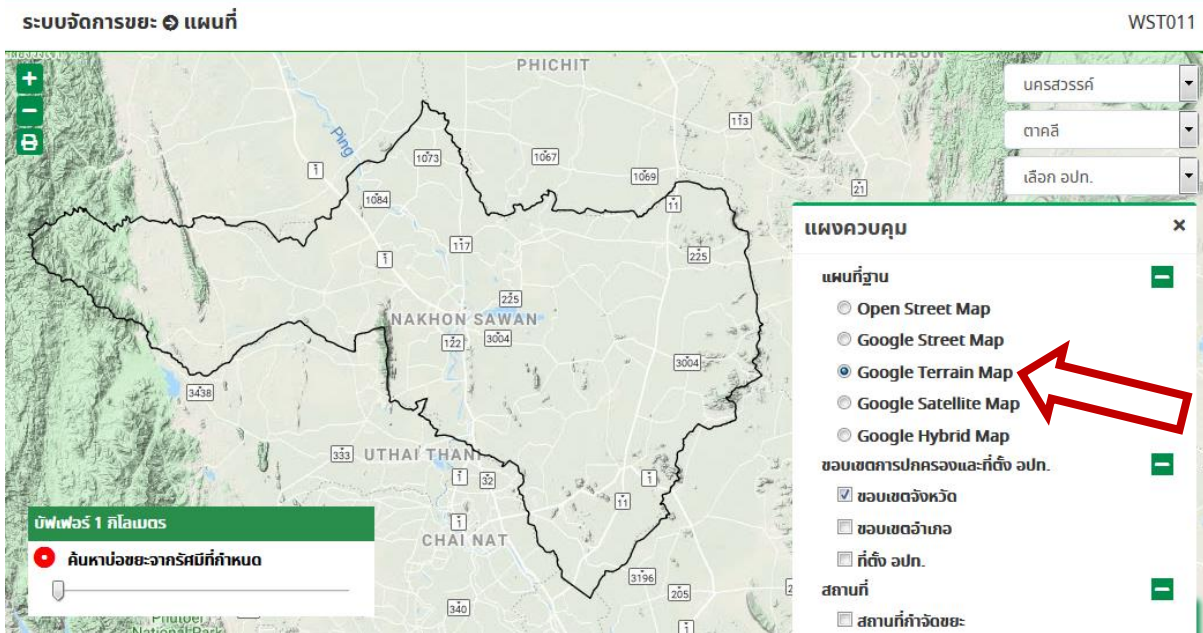 ระบบจัดการขยะ แผนที่
WST011
PHICHIT
PHETCHABUN
นครสวรรค์
ตาคลี
เลือก อปท.
Ping
113
1
1073
1067
1069
21
1084
11
117
1
225
225
NAKHON SAWAN
122
3004
3004
3438
333
UTHAI THANI
1
32
1
11
1
CHAI NAT
3196
205
340
1
Phutoei
National Park
แผงควบคุม
×
แผนที่ฐาน
Open Street Map
Google Street Map
Google Terrain Map
Google Satellite Map
Google Hybrid Map
ขอบเขตการปกครองและที่ตั้ง อปท.
ขอบเขตจังหวัด
ขอบเขตอำเภอ
ที่ตั้ง อปท.
สถานที่
สถานที่กำจัดขยะ
บัฟเฟอร์ 1 กิโลเมตร
ค้นหาบ่อขยะจากรัศมีที่กำหนด